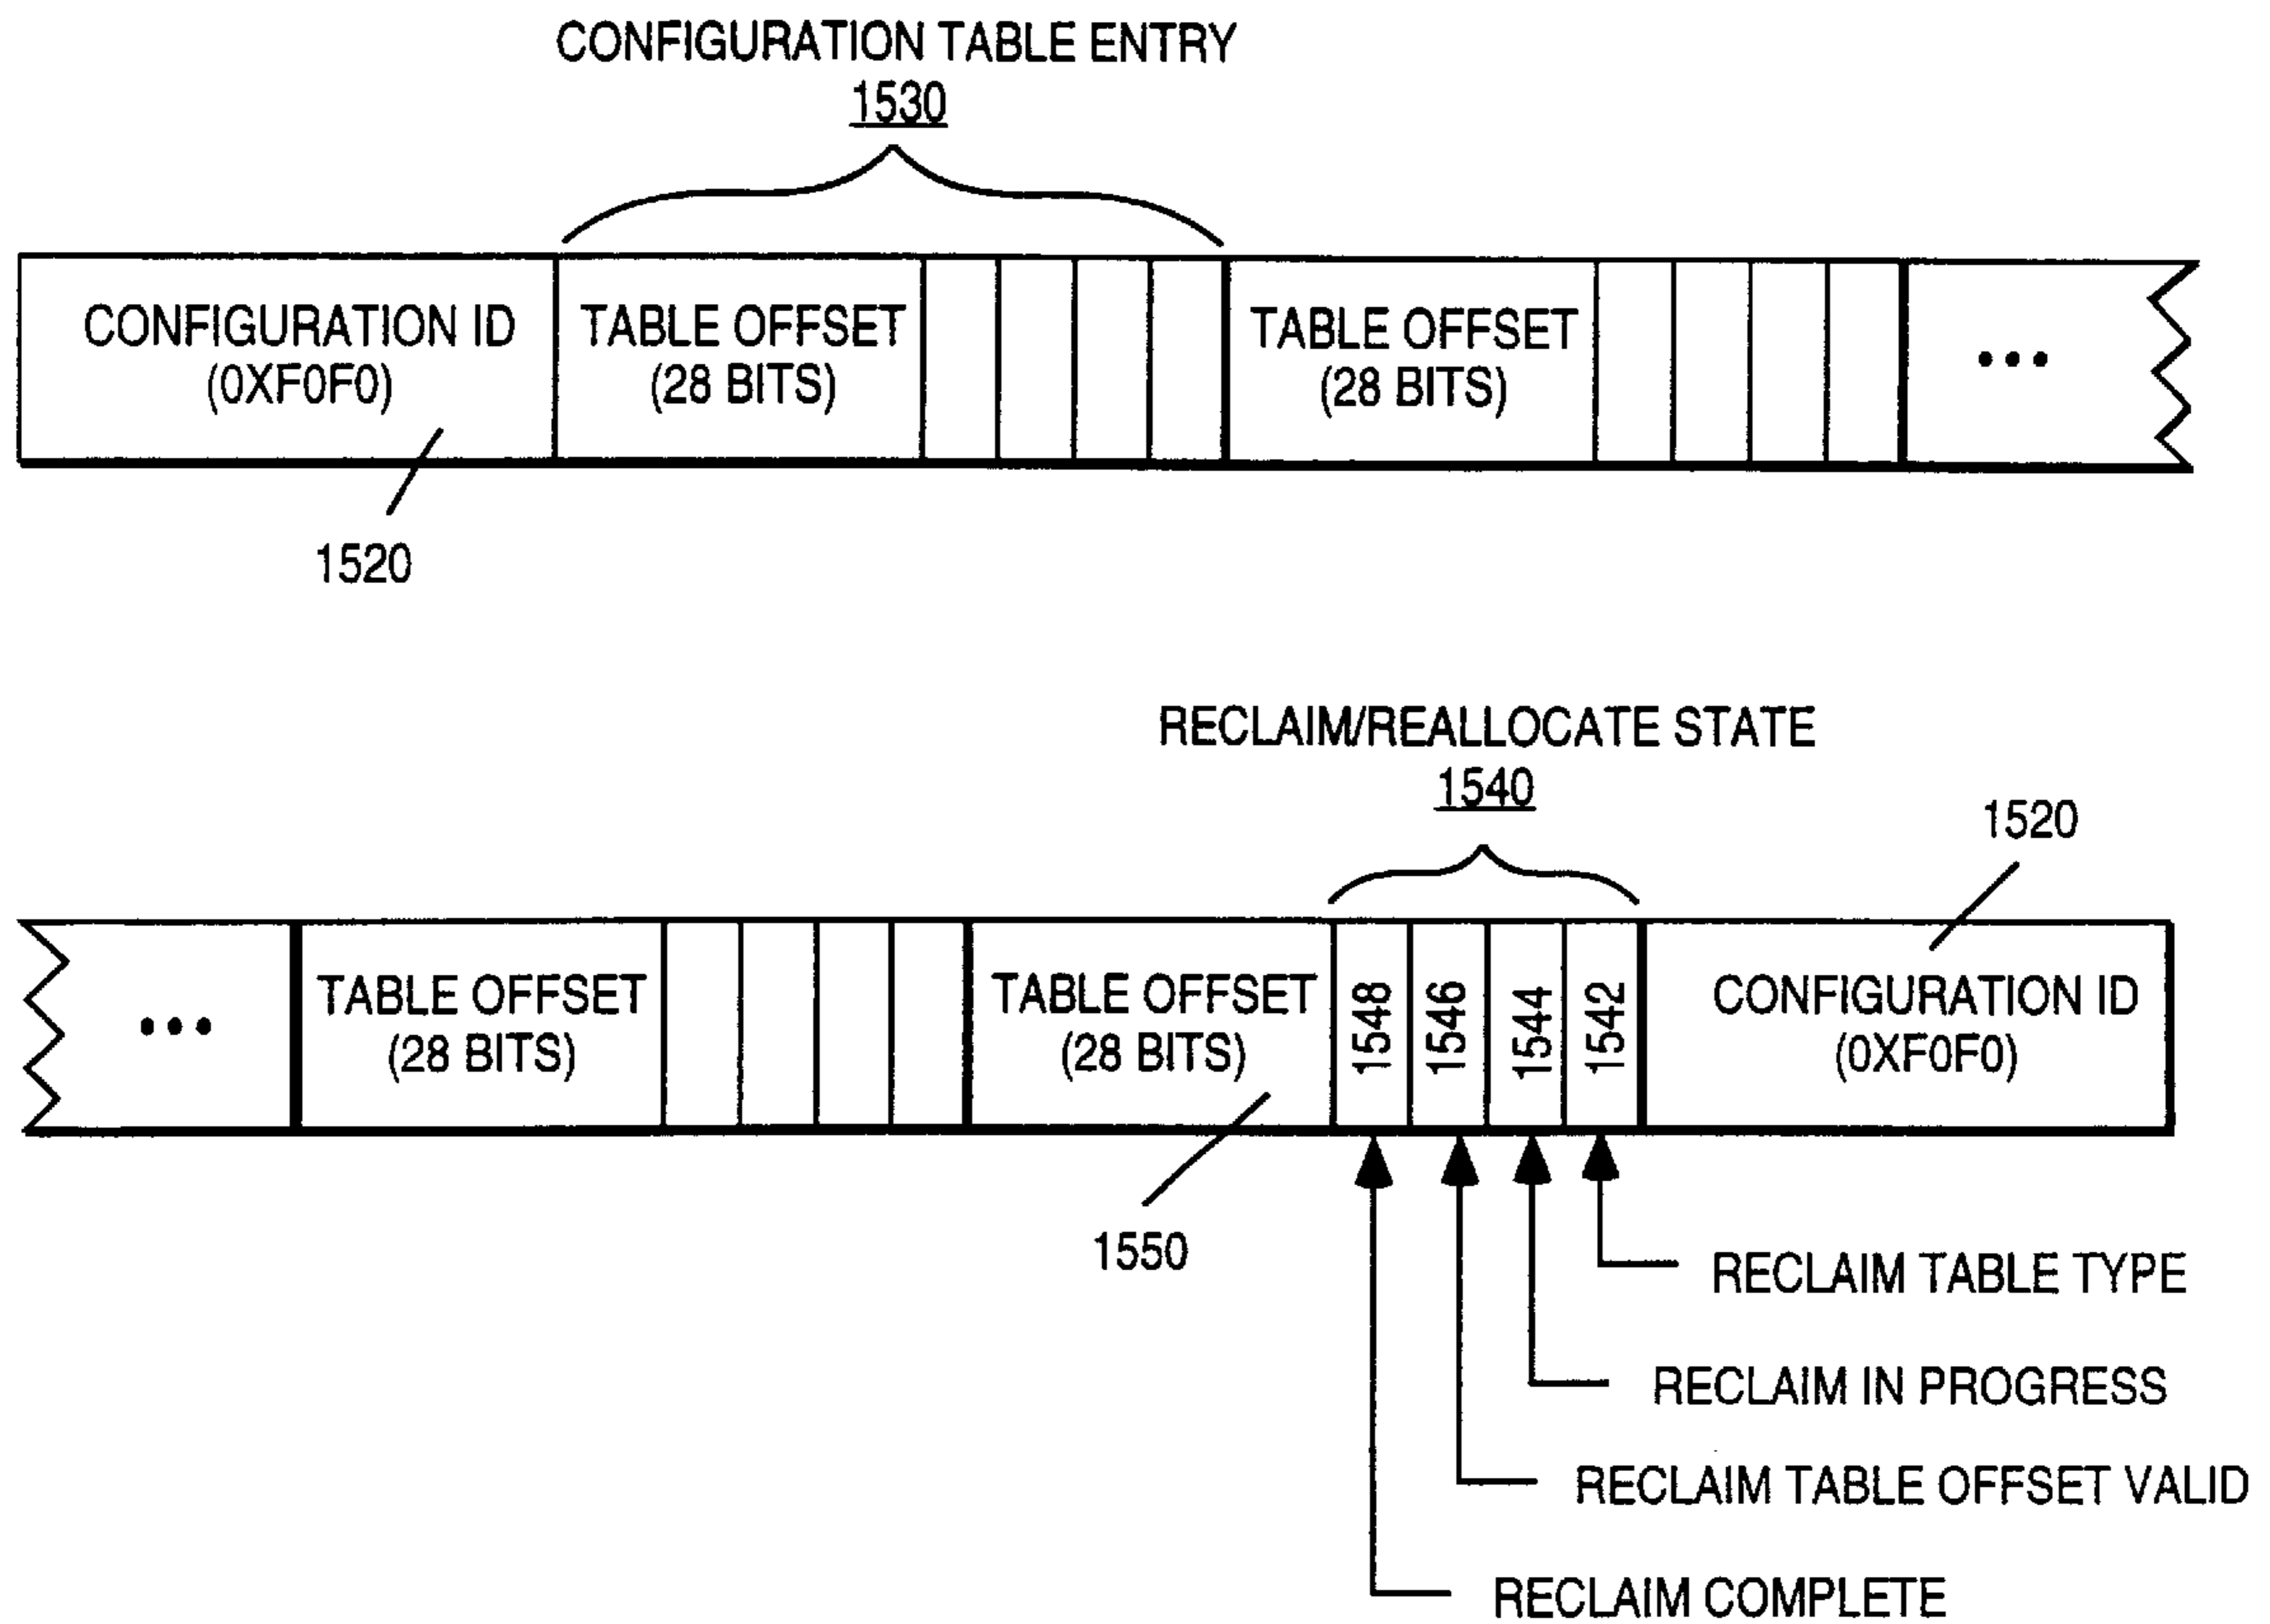 CONFIGURATION TABLE ENTRY
1530
CONFIGURATION ID
(0XF0F0)
TABLE OFFSET
(28 BITS)
TABLE OFFSET
(28 BITS)
•••
1520
RECLAIM/REALLOCATE STATE
1540
1520
•••
TABLE OFFSET
(28 BITS)
TABLE OFFSET
(28 BITS)
1548
1546
1544
1542
CONFIGURATION ID
(0XF0F0)
1550
RECLAIM TABLE TYPE
RECLAIM IN PROGRESS
RECLAIM TABLE OFFSET VALID
RECLAIM COMPLETE